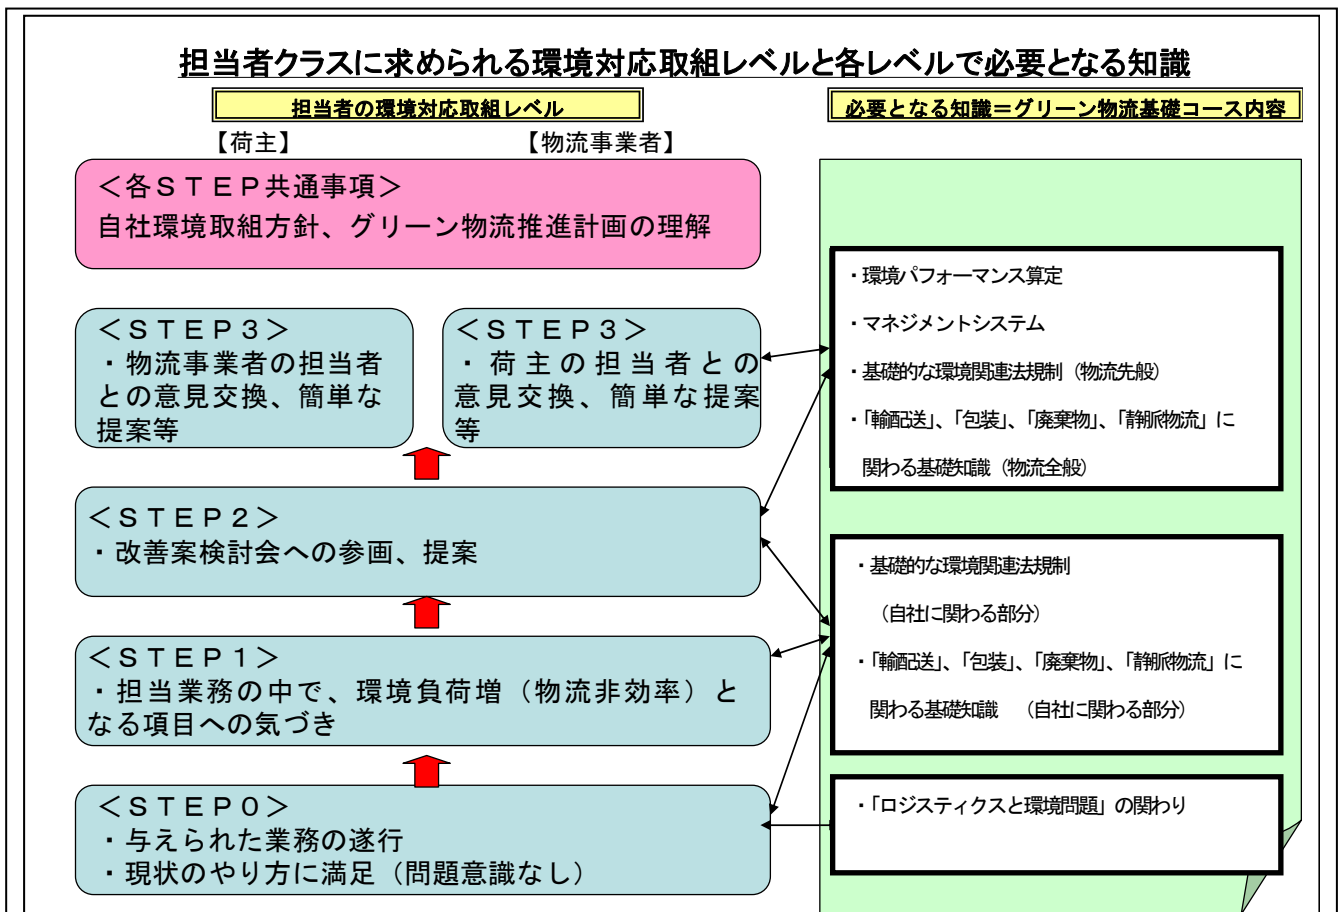 担当者クラスに求められる環境対応取組レベルと各レベルで必要となる知識
担当者の環境対応取組レベル
必要となる知識＝グリーン物流基礎コース内容
【荷主】
【物流事業者】
＜各ＳＴＥＰ共通事項＞
自社環境取組方針、グリーン物流推進計画の理解
＜ＳＴＥＰ３＞
・物流事業者の担当者
との意見交換、簡単な
提案等
＜ＳＴＥＰ３＞
・荷主の担当者との
意見交換、簡単な提案
等
＜ＳＴＥＰ２＞
・改善案検討会への参画、提案
＜ＳＴＥＰ１＞
・担当業務の中で、環境負荷増（物流非効率）と
なる項目への気づき
＜ＳＴＥＰ０＞
・与えられた業務の遂行
・現状のやり方に満足（問題意識なし）
・環境パフォーマンス算定
・マネジメントシステム
・基礎的な環境関連法規制（物流先般）
・「輸配送」、「包装」、「廃棄物」、「静脈物流」に
関わる基礎知識（物流全般）
・基礎的な環境関連法規制
（自社に関わる部分）
・「輸配送」、「包装」、「廃棄物」、「静脈物流」に
関わる基礎知識　（自社に関わる部分）
・「ロジスティクスと環境問題」の関わり